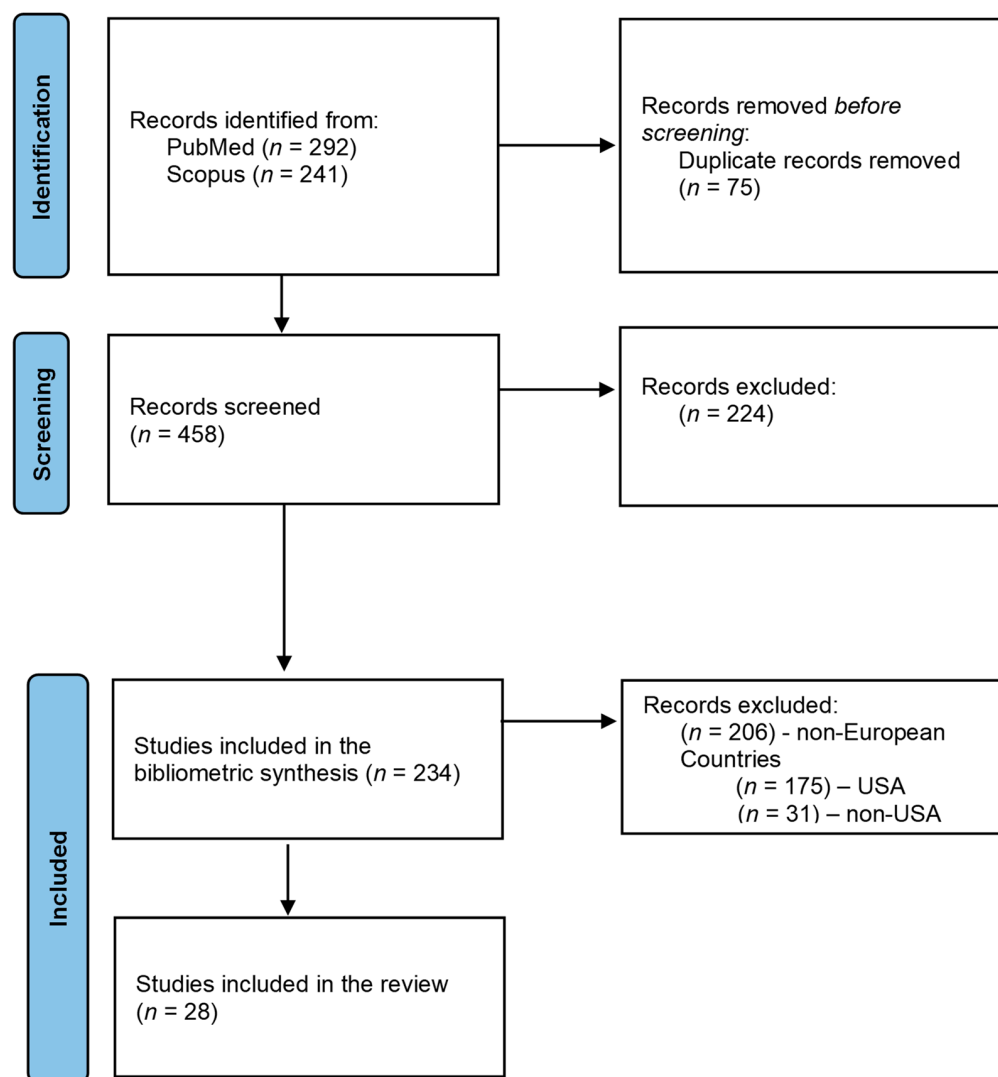 Identification
Records identified from:
PubMed (n = 292)
Scopus (n = 241)
Records removed before
screening:
Duplicate records removed
(n = 75)
Screening
Records screened
(n = 458)
Records excluded:
(n = 224)
Included
Studies included in the
bibliometric synthesis (n = 234)
Records excluded:
(n = 206) - non-European
Countries
(n = 175) – USA
(n = 31) – non-USA
Studies included in the review
(n = 28)